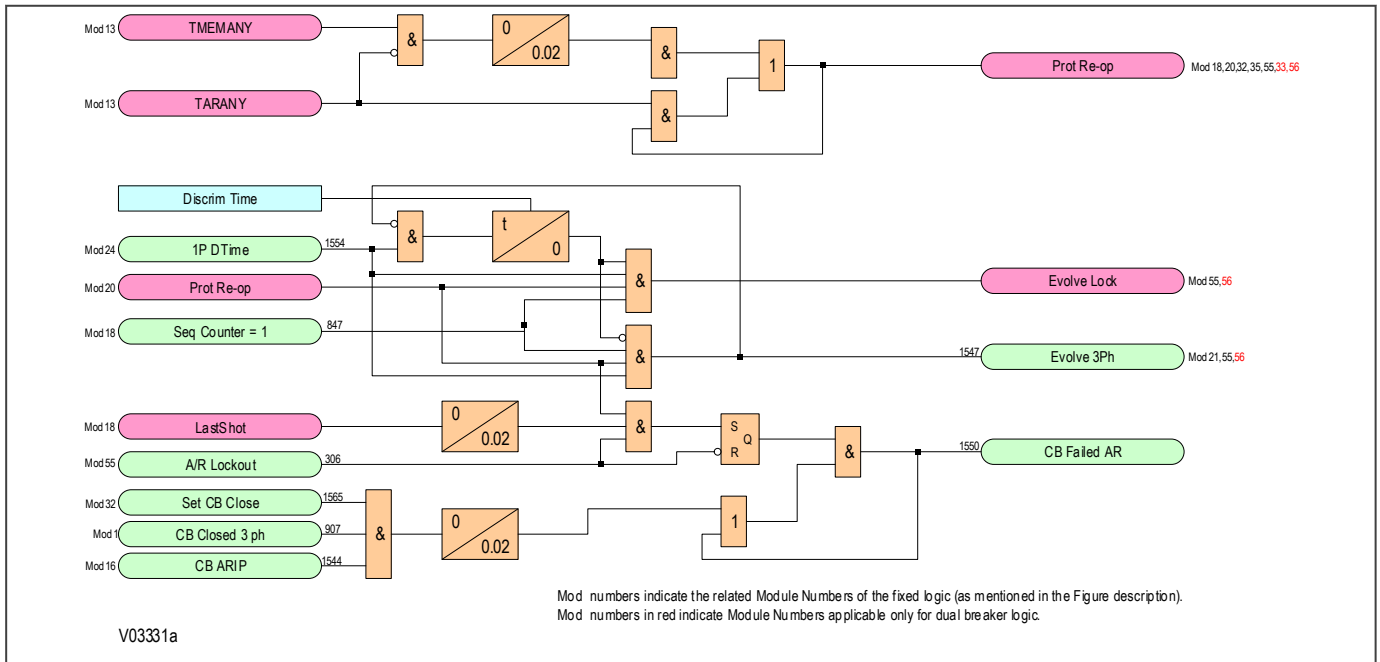 Mod 13 TMEMANY & 0 0.02 & 1 Prot Re-op Mod 18,20,32,35,55,33,56
Mod 13 TARANY &
Discrim Time
& t 0
Mod 24 1P DTime 1554
Mod 20 Prot Re-op & Evolve Lock Mod 55,56
Mod 18 Seq Counter = 1 847
& 1547 Evolve 3Ph Mod 21,55,56
Mod 18 LastShot 0 0.02 & S Q R & 1550 CB Failed AR
Mod 55 A/R Lockout 306
Mod 32 Set CB Close 1565
Mod 1 CB Closed 3 ph 907 & 0 0.02 1
Mod 16 CB ARIP 1544
Mod numbers indicate the related Module Numbers of the fixed logic (as mentioned in the Figure description).
Mod numbers in red indicate Module Numbers applicable only for dual breaker logic.
V03331a